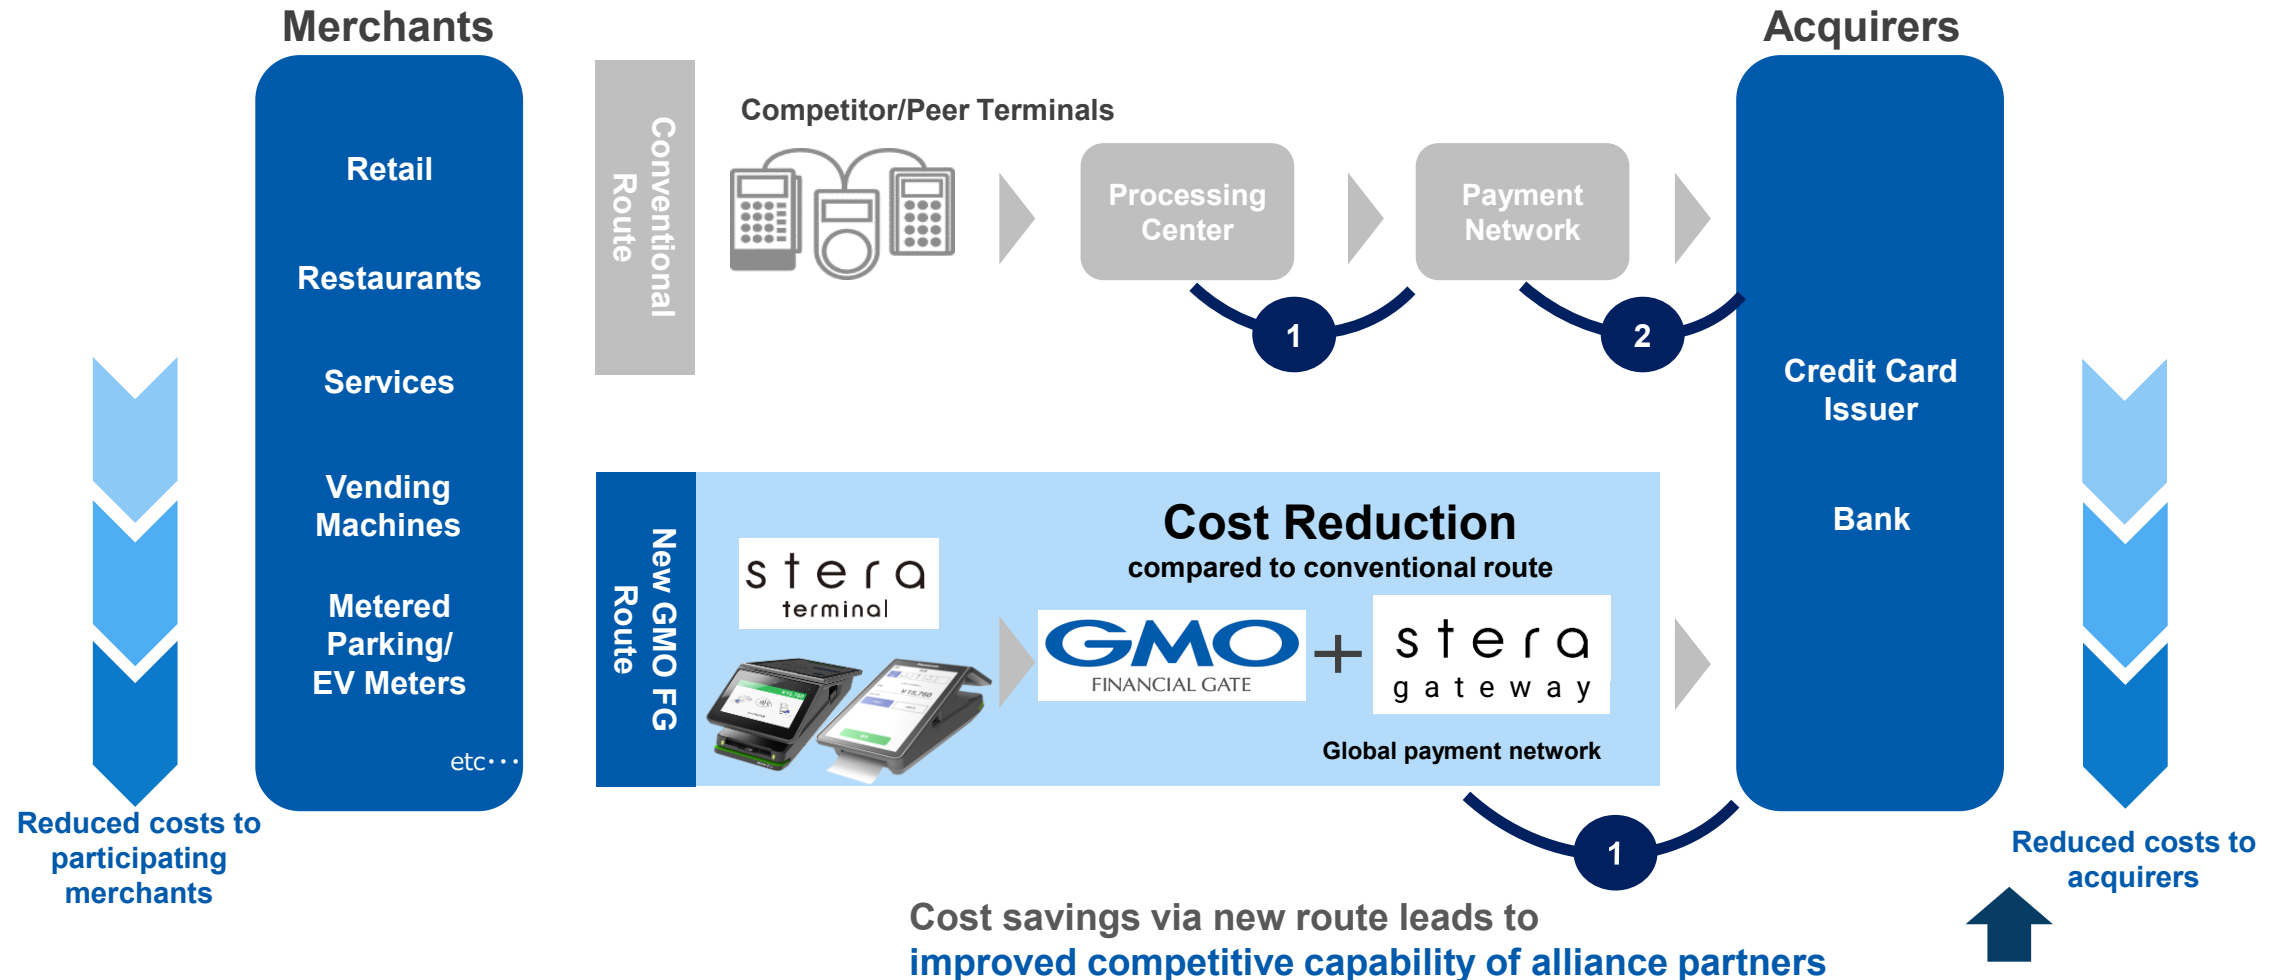 Merchants
Retail
Restaurants
Services
Vending
Machines
Metered
Parking/
EV Meters
etc・・・
Reduced costs to
participating
merchants
Conventional
Route
Competitor/Peer Terminals
Processing
Center
Payment
Network
1
2
New GMO FG
Route
stera
terminal
Cost Reduction
compared to conventional route
GMO
FINANCIAL GATE
+
stera
gateway
Global payment network
1
Acquirers
Credit Card
Issuer
Bank
Reduced costs to
acquirers
Cost savings via new route leads to
improved competitive capability of alliance partners